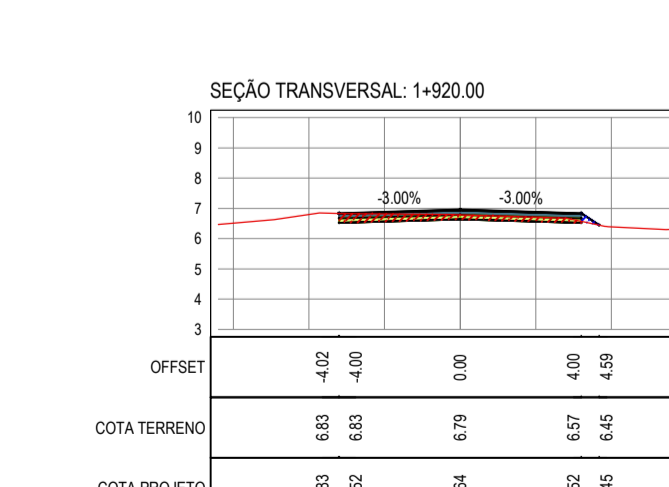 SEÇÃO TRANSVERSAL: 1+920.00
10
9
8
-3.00% -3.00%
7
6
5
4
3
OFFSET -4.02 -4.00 0.00 4.00 4.59
COTA TERRENO 6.83 6.83 6.79 6.57 6.45
COTA PROJETO